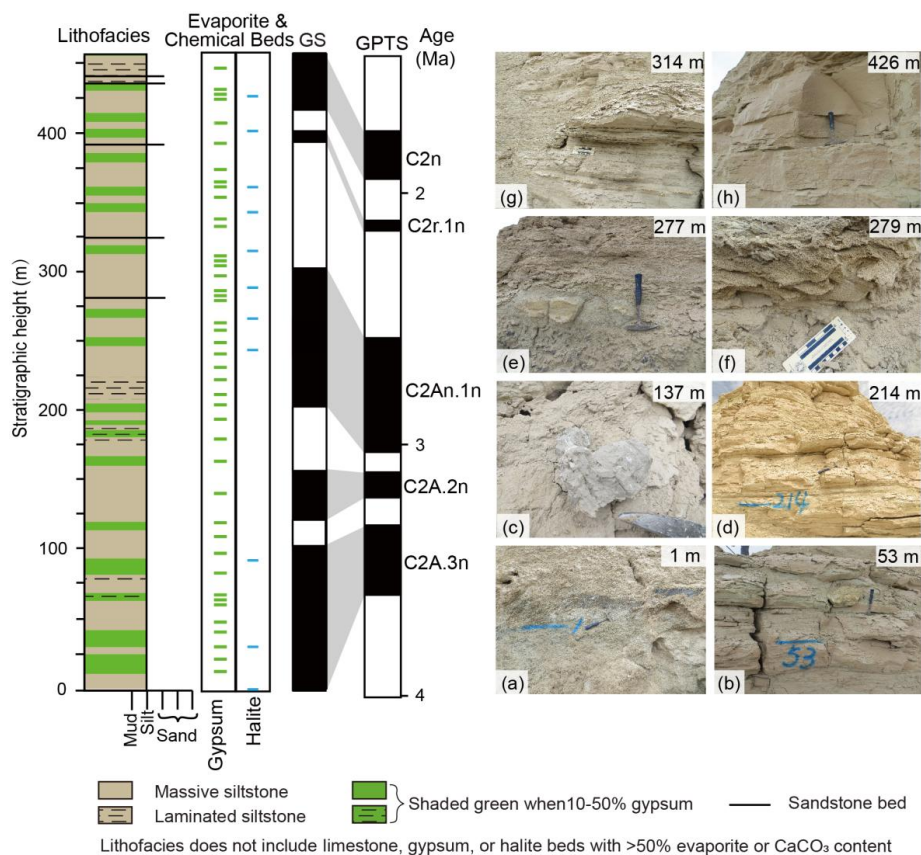 Lithofacies
Evaporite &
Chemical Beds
GS
GPTS
Age
(Ma)
Stratigraphic height (m)
400
300
200
100
0
Mud
Silt
Sand
Gypsum
Halite
C2n
2
C2r.1n
C2An.1n
3
C2A.2n
C2A.3n
4
314 m
(g)
426 m
(h)
277 m
(e)
279 m
(f)
137 m
(c)
214 m
214
(d)
1 m
1
(a)
53 m
53
(b)
Massive siltstone
Laminated siltstone
Shaded green when10-50% gypsum
Sandstone bed
Lithofacies does not include limestone, gypsum, or halite beds with >50% evaporite or CaCO₃ content